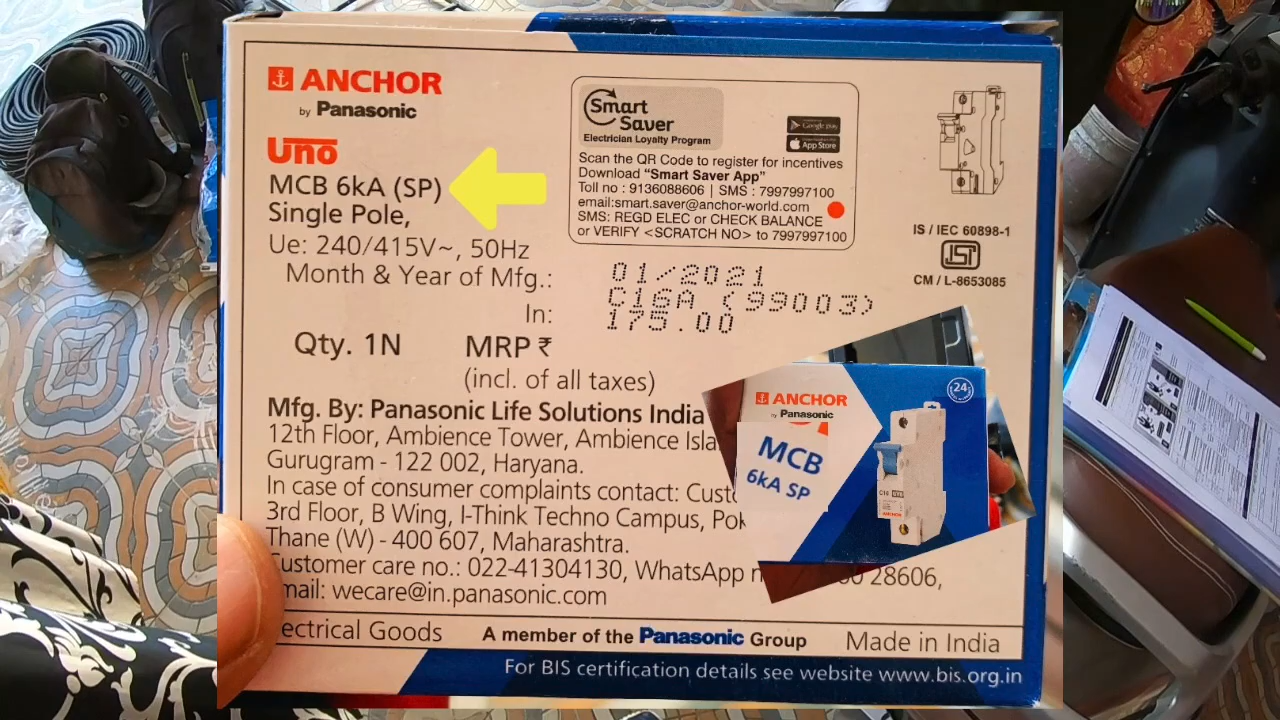 ANCHOR
by Panasonic
Uno
MCB 6kA (SP)
Single Pole,
Ue: 240/415V~, 50Hz
Month & Year of Mfg.:
In:
Qty. 1N
MRP ₹
(incl. of all taxes)
Smart
Saver
Electrician Loyalty Program
Google play
App Store
Scan the QR Code to register for incentives
Download “Smart Saver App”
Toll no : 9136088606 | SMS : 7997997100
email:smart.saver@anchor-world.com
SMS: REGD ELEC or CHECK BALANCE
or VERIFY <SCRATCH NO> to 7997997100
01/2021
C16A (99003)
175.00
IS / IEC 60898-1
ISI
CM / L-8653085
Mfg. By: Panasonic Life Solutions India
12th Floor, Ambience Tower, Ambience
Gurugram - 122 002, Haryana.
In case of consumer complaints contact:
3rd Floor, B Wing, I-Think Techno Campus,
Thane (W) - 400 607, Maharashtra.
Customer care no.: 022-41304130, WhatsApp 28606,
mail: wecare@in.panasonic.com
ectrical Goods
A member of the Panasonic Group
Made in India
For BIS certification details see website www.bis.org.in
ANCHOR
by Panasonic
24
MCB
6kA SP
C16
ANCHOR